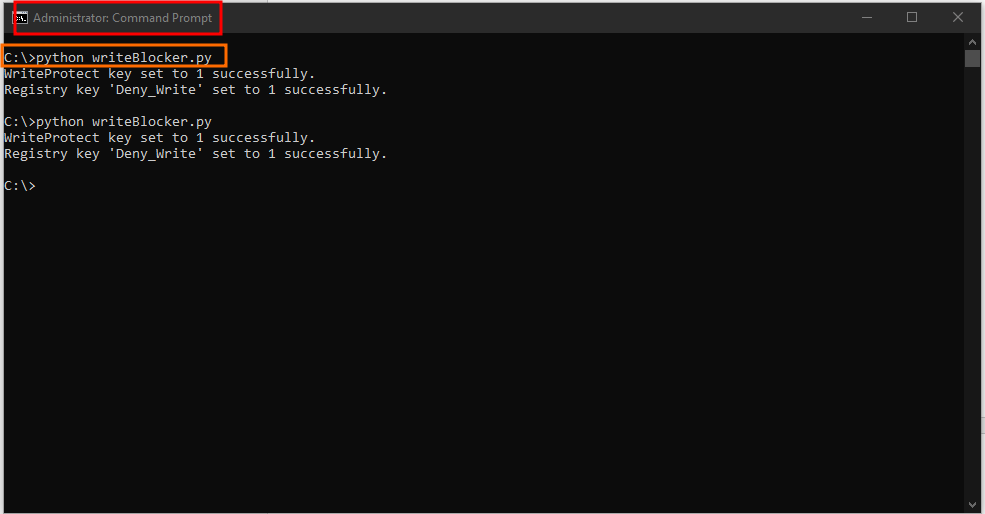 Administrator: Command Prompt
C:\>python writeBlocker.py
WriteProtect key set to 1 successfully.
Registry key 'Deny_Write' set to 1 successfully.
C:\>python writeBlocker.py
WriteProtect key set to 1 successfully.
Registry key 'Deny_Write' set to 1 successfully.
C:\>